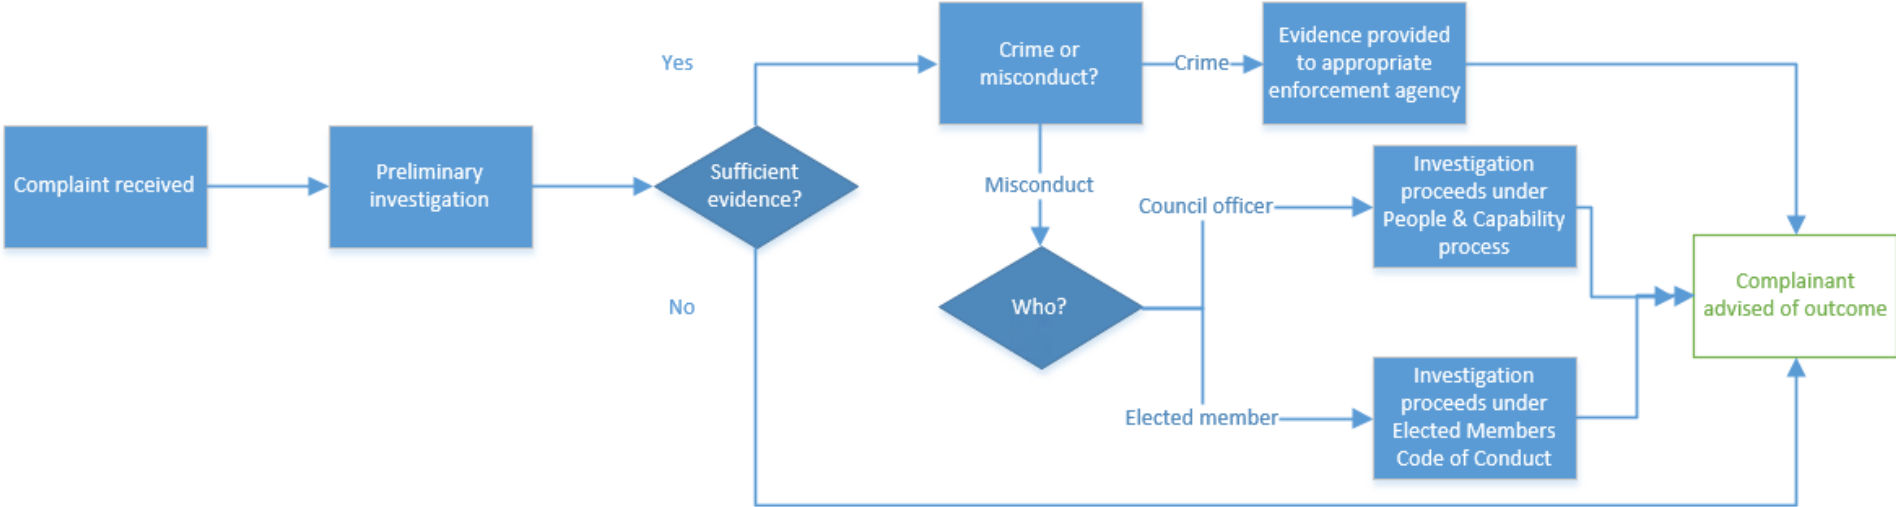 Complaint received
Preliminary
investigation
Sufficient
evidence?
Yes
No
Crime or
misconduct?
Crime
Evidence provided
to appropriate
enforcement agency
Misconduct
Who?
Council officer
Investigation
proceeds under
People & Capability
process
Elected member
Investigation
proceeds under
Elected Members
Code of Conduct
Complainant
advised of outcome